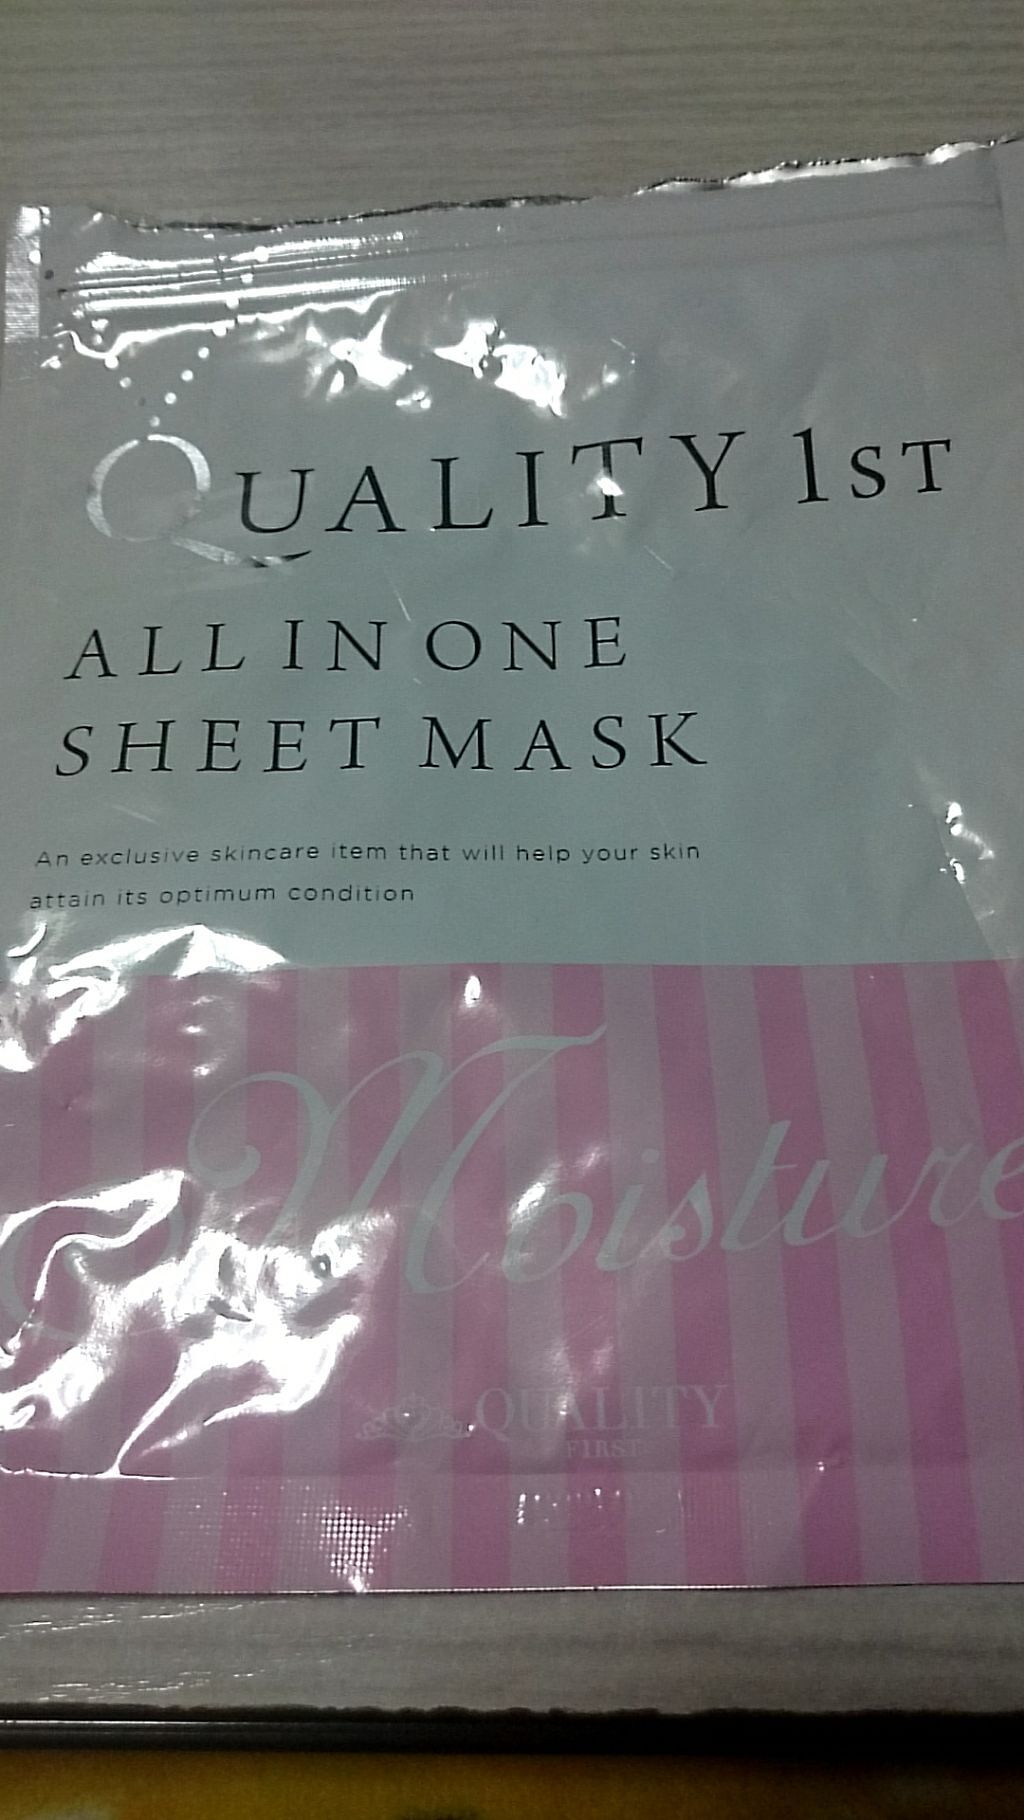 QUALITY 1ST
ALL IN ONE
SHEET MASK
An exclusive skincare item that will help your skin
attain its optimum condition
Moisture
QUALITY
FIRST